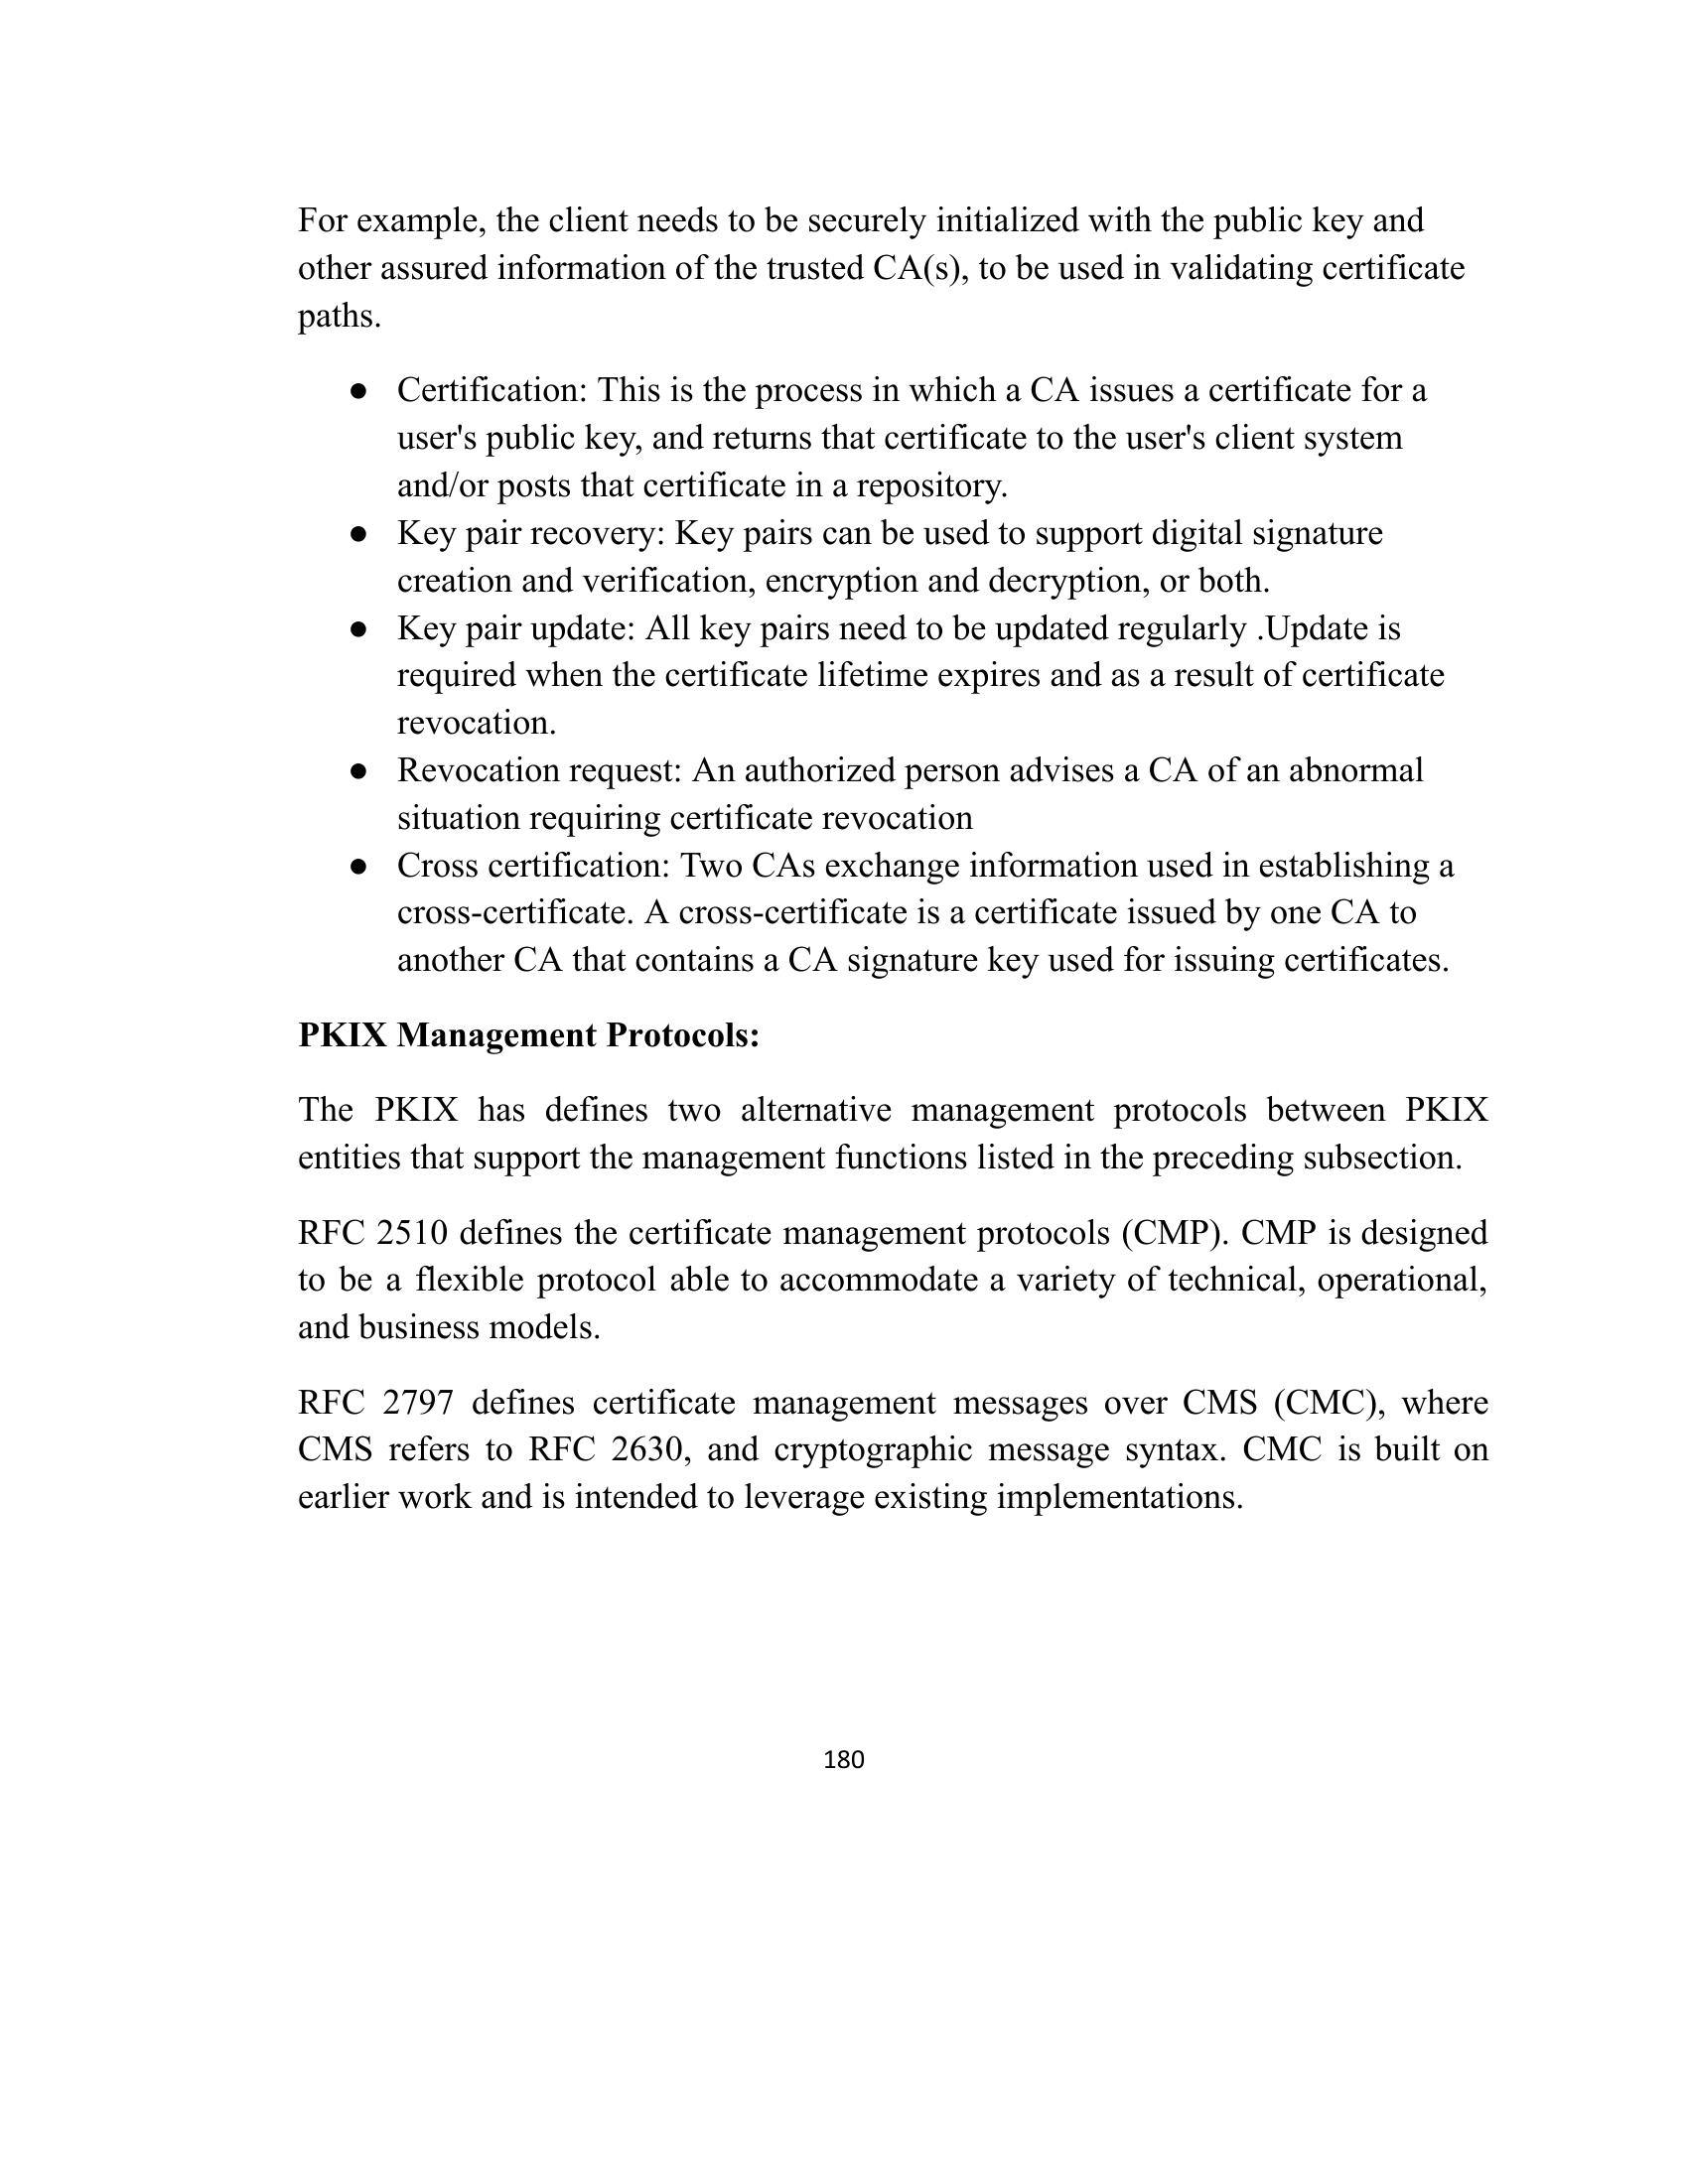 For example, the client needs to be securely initialized with the public key and
other assured information of the trusted CA(s), to be used in validating certificate
paths.
● Certification: This is the process in which a CA issues a certificate for a
user's public key, and returns that certificate to the user's client system
and/or posts that certificate in a repository.
● Key pair recovery: Key pairs can be used to support digital signature
creation and verification, encryption and decryption, or both.
● Key pair update: All key pairs need to be updated regularly .Update is
required when the certificate lifetime expires and as a result of certificate
revocation.
● Revocation request: An authorized person advises a CA of an abnormal
situation requiring certificate revocation
● Cross certification: Two CAs exchange information used in establishing a
cross-certificate. A cross-certificate is a certificate issued by one CA to
another CA that contains a CA signature key used for issuing certificates.
PKIX Management Protocols:
The PKIX has defines two alternative management protocols between PKIX
entities that support the management functions listed in the preceding subsection.
RFC 2510 defines the certificate management protocols (CMP). CMP is designed
to be a flexible protocol able to accommodate a variety of technical, operational,
and business models.
RFC 2797 defines certificate management messages over CMS (CMC), where
CMS refers to RFC 2630, and cryptographic message syntax. CMC is built on
earlier work and is intended to leverage existing implementations.
180